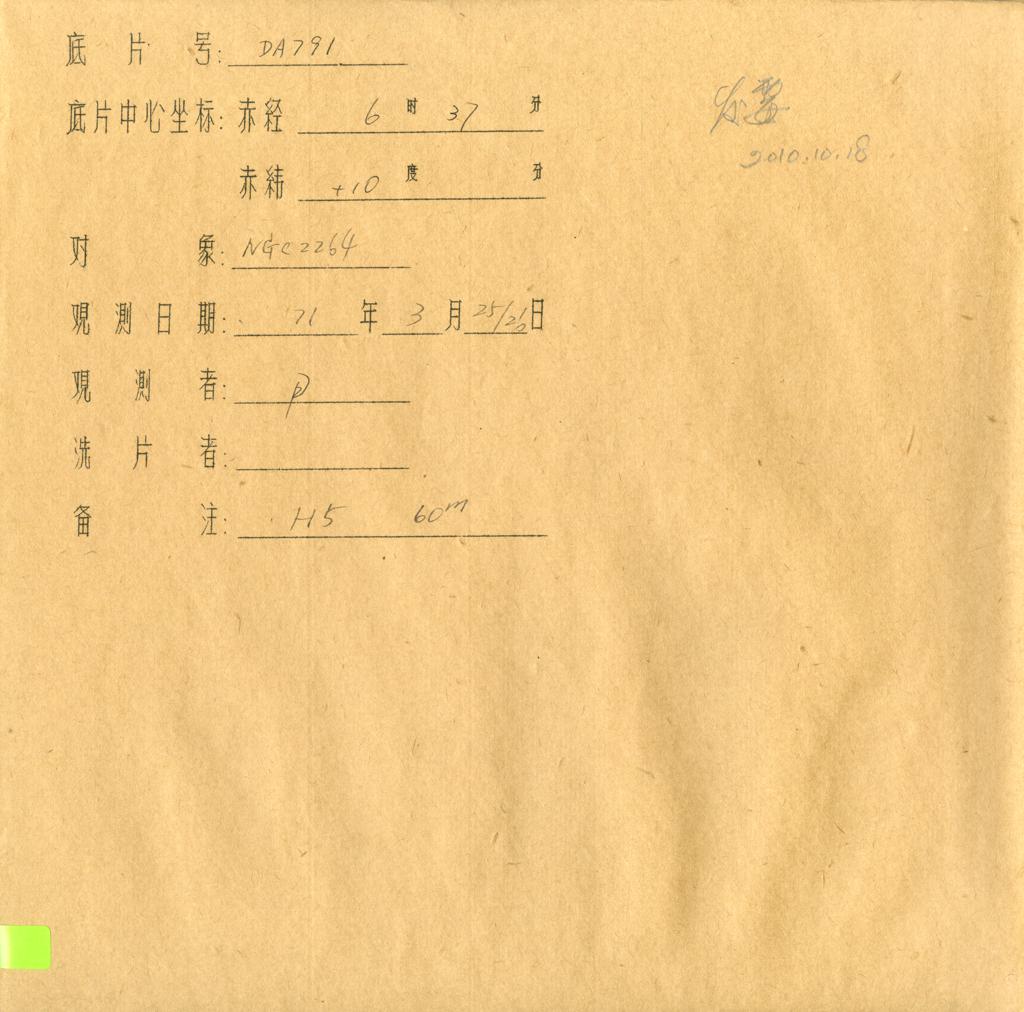 底片号: DA791
底片中心坐标: 赤经 6 时 37 分
赤纬 +10 度 分
对象: NGC2264
观测日期: 71 年 3 月 25/26 日
观测者: P
洗片者:
备注: H5 60m
2010.10.18